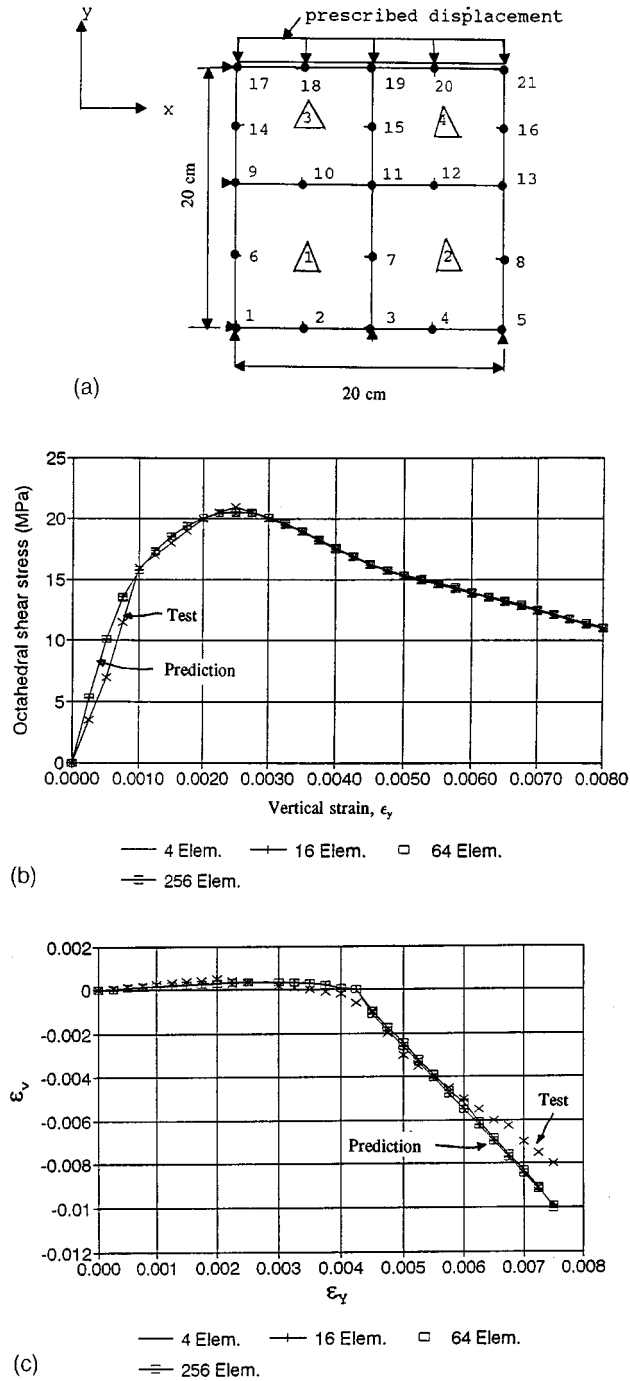 y
prescribed displacement
x
17 18 19 20 21
3 4
14 15 16
9 10 11 12 13
20 cm
6 1 7 2 8
1 2 3 4 5
20 cm
(a)
Octahedral shear stress (MPa)
25
20
15
10
5
0
Test
Prediction
0.0000 0.0010 0.0020 0.0030 0.0040 0.0050 0.0060 0.0070 0.0080
Vertical strain, ϵy
4 Elem. 16 Elem. 64 Elem.
256 Elem.
(b)
εv
0.002
0
-0.002
-0.004
-0.006
-0.008
-0.01
-0.012
Test
Prediction
0.000 0.001 0.002 0.003 0.004 0.005 0.006 0.007 0.008
εY
4 Elem. 16 Elem. 64 Elem.
256 Elem.
(c)